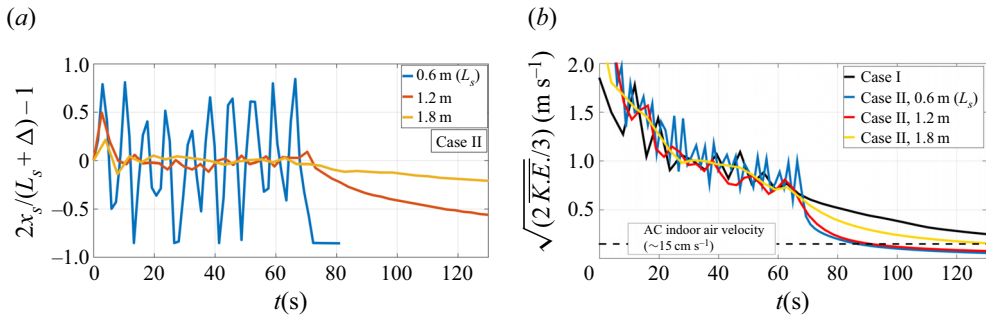 (a)
2x_s/(L_s + Δ) – 1
1.0
0.5
0
–0.5
–1.0
0.6 m (L_s)
1.2 m
1.8 m
Case II
0 20 40 60 80 100 120
t(s)
(b)
√(2K.E./3) (m s⁻¹)
2.0
1.5
1.0
0.5
Case I
Case II, 0.6 m (L_s)
Case II, 1.2 m
Case II, 1.8 m
AC indoor air velocity
(~15 cm s⁻¹)
0 20 40 60 80 100 120
t(s)